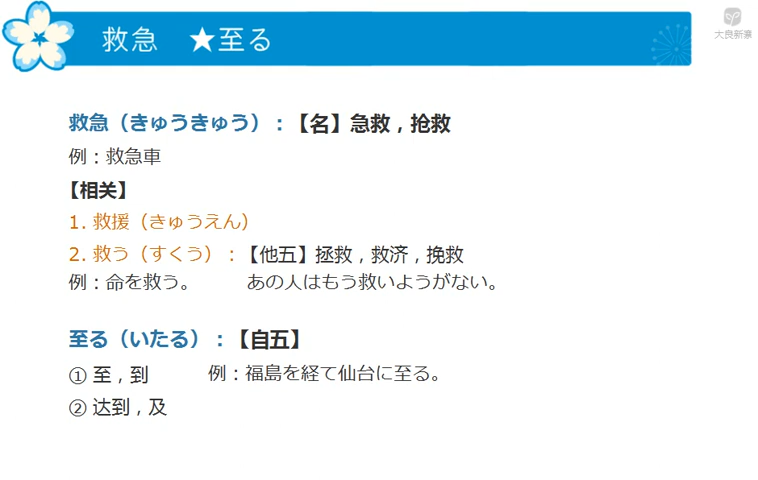 救急　★至る
大良新濠
救急（きゅうきゅう）：【名】急救，抢救
例：救急車
【相关】
1. 救援（きゅうえん）
2. 救う（すくう）：【他五】拯救，救济，挽救
例：命を救う。　　あの人はもう救いようがない。
至る（いたる）：【自五】
① 至，到　　例：福島を経て仙台に至る。
② 达到，及